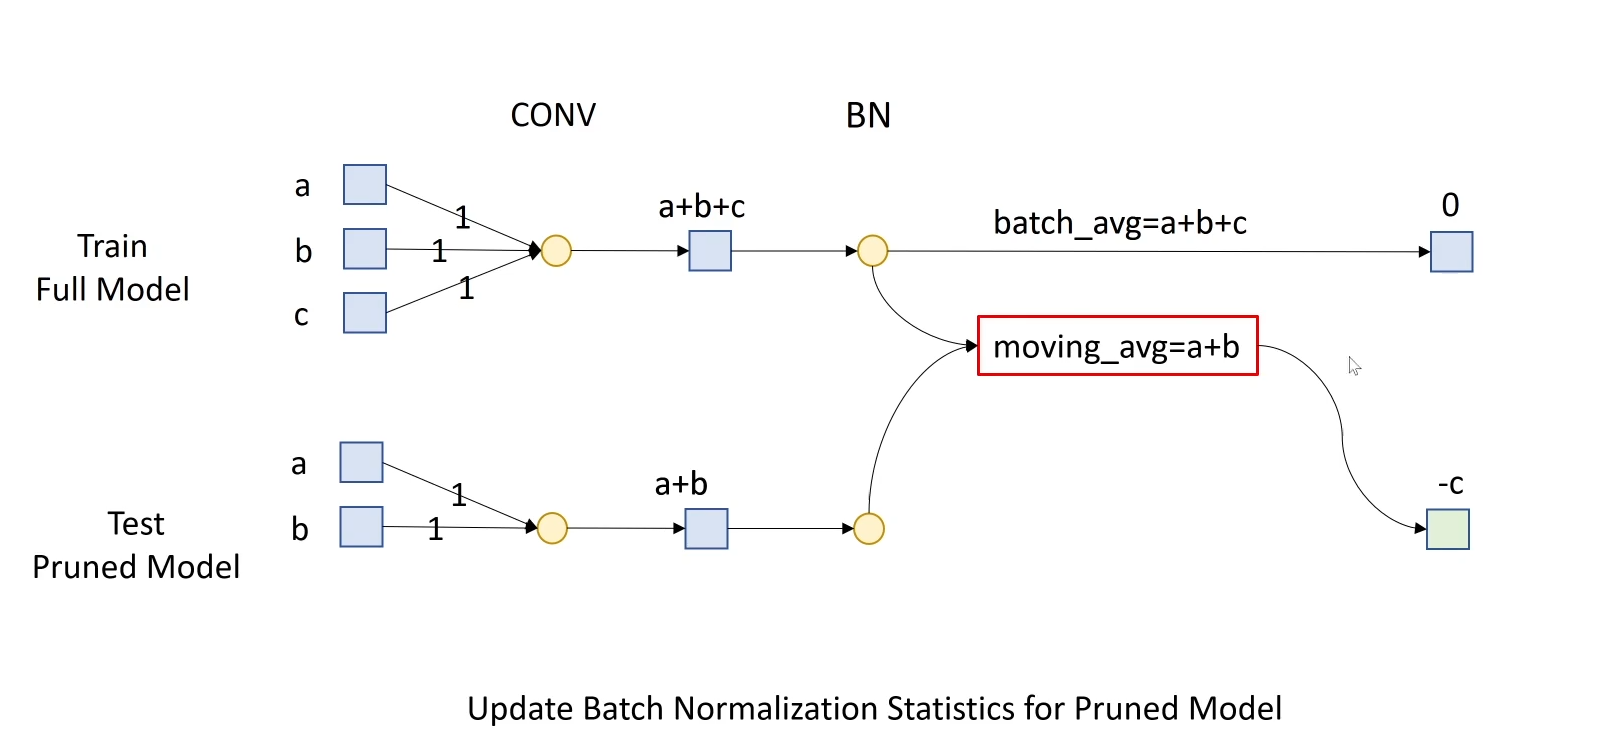 CONV
BN
a
1
a+b+c
batch_avg=a+b+c
0
Train
Full Model
b
1
c
1
moving_avg=a+b
a
1
a+b
-c
Test
Pruned Model
b
1
Update Batch Normalization Statistics for Pruned Model